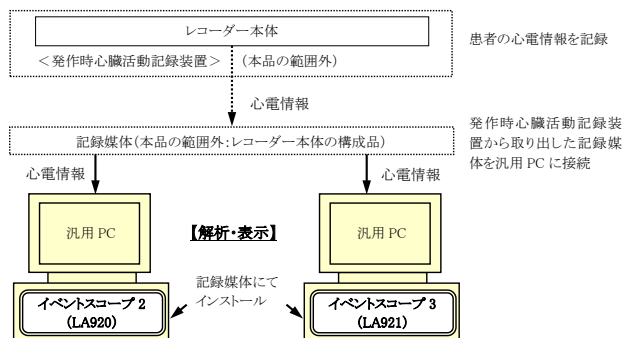 レコーダー本体
＜発作時心臓活動記録装置＞ （本品の範囲外）
患者の心電情報を記録
心電情報
記録媒体（本品の範囲外：レコーダー本体の構成品）
発作時心臓活動記録装
置から取り出した記録媒
体を汎用 PC に接続
心電情報
心電情報
汎用 PC
【解析・表示】
汎用 PC
記録媒体にて
インストール
イベントスコープ 2
（LA920）
イベントスコープ 3
（LA921）